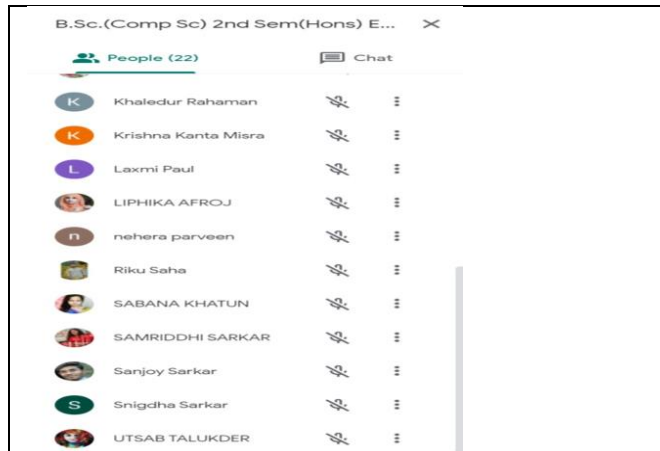 B.Sc.(Comp Sc) 2nd Sem(Hons) E...
People (22) Chat
K Khaledur Rahaman
K Krishna Kanta Misra
L Laxmi Paul
LIPHIKA AFROJ
n nehera parveen
Riku Saha
SABANA KHATUN
SAMRIDDHI SARKAR
Sanjoy Sarkar
S Snigdha Sarkar
UTSAB TALUKDER